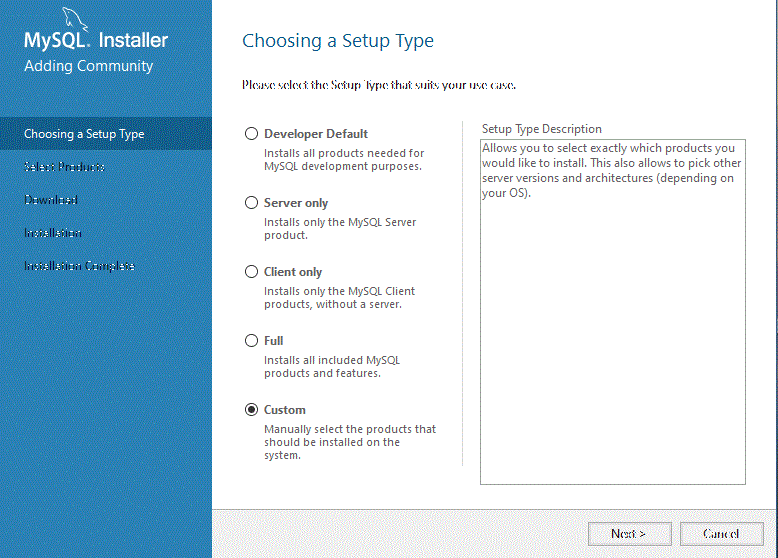 MySQL. Installer
Adding Community
Choosing a Setup Type
Select Products
Download
Installation
Installation Complete
Choosing a Setup Type
Please select the Setup Type that suits your use case.
Developer Default
Installs all products needed for
MySQL development purposes.
Server only
Installs only the MySQL Server
product.
Client only
Installs only the MySQL Client
products, without a server.
Full
Installs all included MySQL
products and features.
Custom
Manually select the products that
should be installed on the
system.
Setup Type Description
Allows you to select exactly which products you
would like to install. This also allows to pick other
server versions and architectures (depending on
your OS).
Next >
Cancel